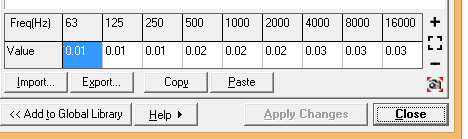 Freq(Hz) 63 125 250 500 1000 2000 4000 8000 16000
Value 0.01 0.01 0.01 0.02 0.02 0.02 0.03 0.03 0.03
Import... Export... Copy Paste
<< Add to Global Library Help Apply Changes Close